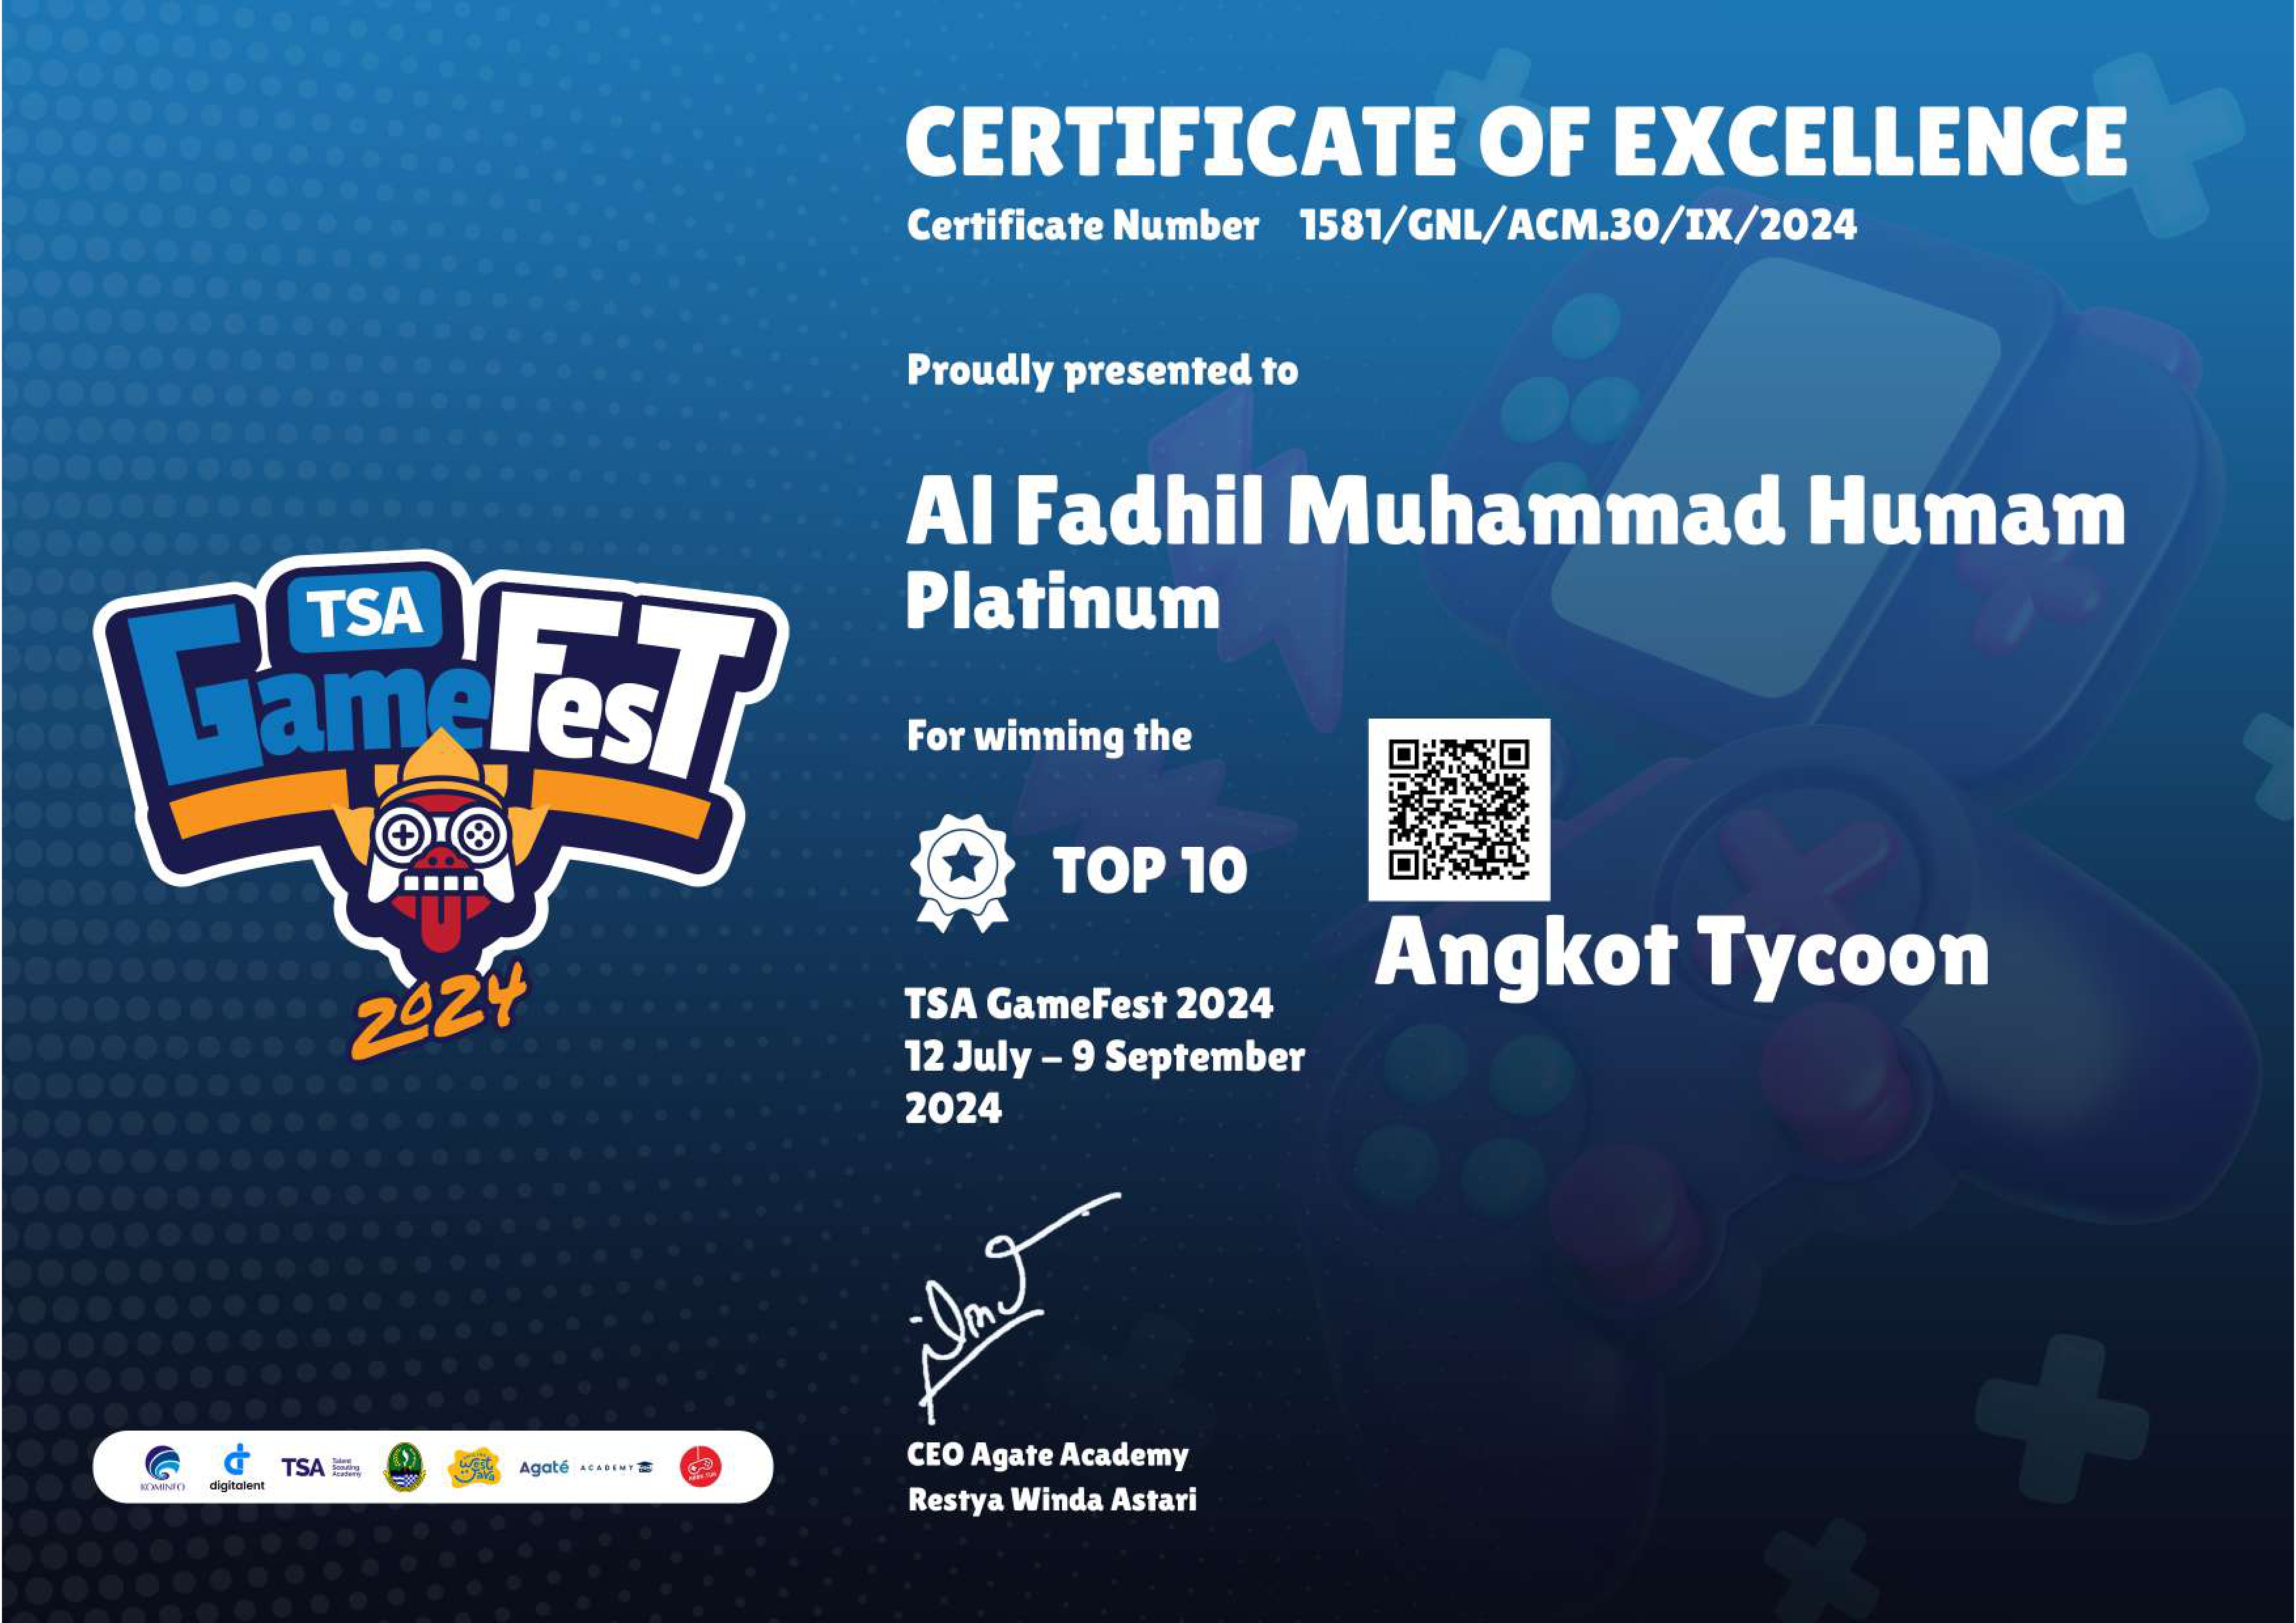 CERTIFICATE OF EXCELLENCE
Certificate Number 1581/GNL/ACM.30/IX/2024
Proudly presented to
Al Fadhil Muhammad Humam
Platinum
For winning the
TOP 10
Angkot Tycoon
TSA GameFest 2024
12 July – 9 September
2024
TSA
GameFest
2024
CEO Agate Academy
Restya Winda Astari
KOMINFO
digitalent
TSA Talent
Scouting
Academy
West
Java
Agaté ACADEMY